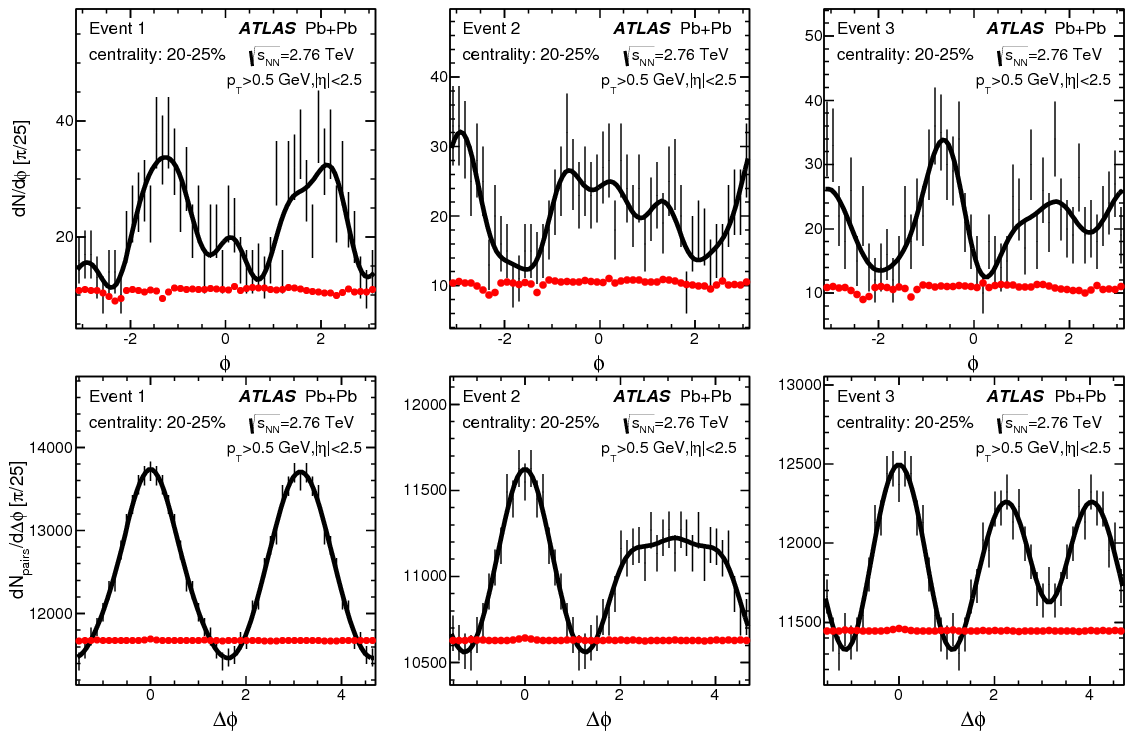 Event 1 ATLAS Pb+Pb
centrality: 20-25% √sNN=2.76 TeV
pT>0.5 GeV,|η|<2.5
40
20
dN/dϕ [π/25]
-2 0 2
ϕ
Event 2 ATLAS Pb+Pb
centrality: 20-25% √sNN=2.76 TeV
pT>0.5 GeV,|η|<2.5
40
30
20
10
-2 0 2
ϕ
Event 3 ATLAS Pb+Pb
centrality: 20-25% √sNN=2.76 TeV
pT>0.5 GeV,|η|<2.5
50
40
30
20
10
-2 0 2
ϕ
Event 1 ATLAS Pb+Pb
centrality: 20-25% √sNN=2.76 TeV
pT>0.5 GeV,|η|<2.5
14000
13000
12000
dNpairs/dΔϕ [π/25]
0 2 4
Δϕ
Event 2 ATLAS Pb+Pb
centrality: 20-25% √sNN=2.76 TeV
pT>0.5 GeV,|η|<2.5
12000
11500
11000
10500
0 2 4
Δϕ
Event 3 ATLAS Pb+Pb
centrality: 20-25% √sNN=2.76 TeV
pT>0.5 GeV,|η|<2.5
13000
12500
12000
11500
0 2 4
Δϕ